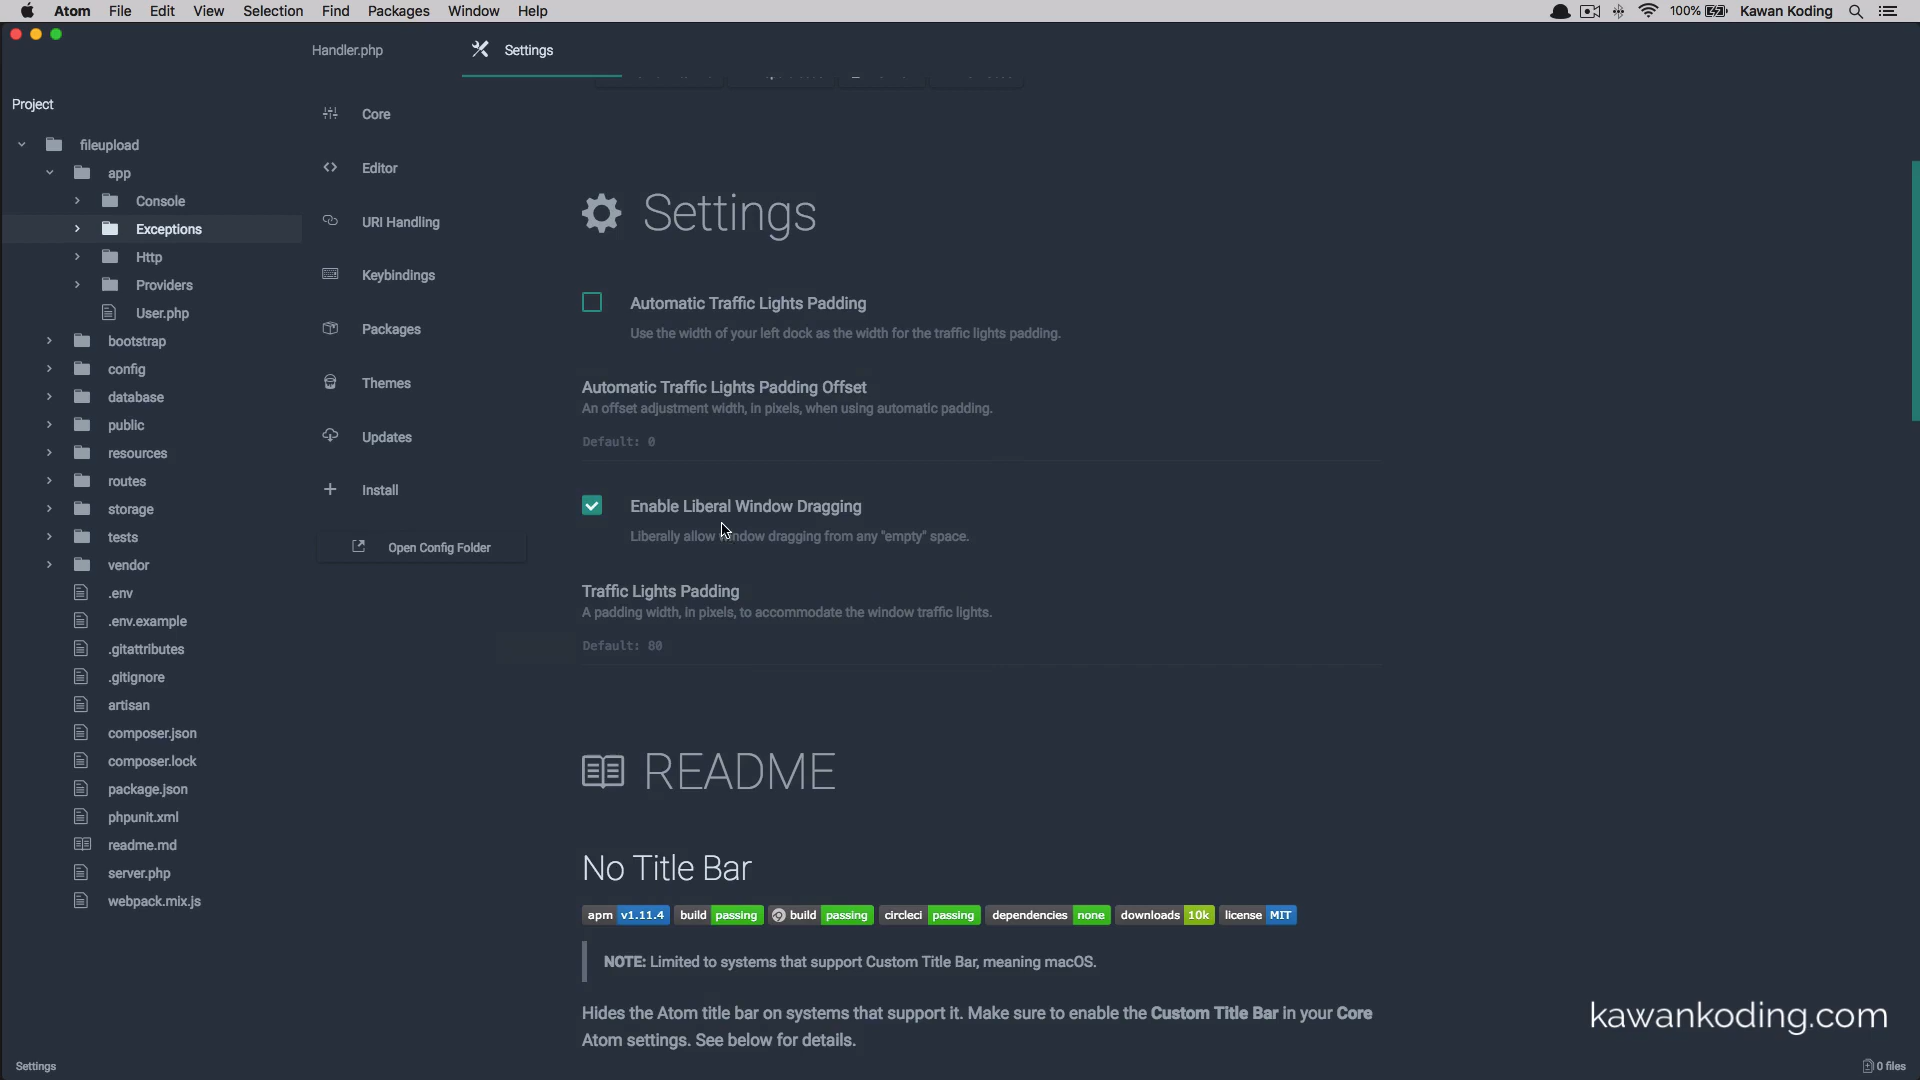 Atom File Edit View Selection Find Packages Window Help
100% Kawan Koding
Handler.php
Settings
Project
fileupload
app
Console
Exceptions
Http
Providers
User.php
bootstrap
config
database
public
resources
routes
storage
tests
vendor
.env
.env.example
.gitattributes
.gitignore
artisan
composer.json
composer.lock
package.json
phpunit.xml
readme.md
server.php
webpack.mix.js
Core
Editor
URI Handling
Keybindings
Packages
Themes
Updates
Install
Open Config Folder
Settings
Automatic Traffic Lights Padding
Use the width of your left dock as the width for the traffic lights padding.
Automatic Traffic Lights Padding Offset
An offset adjustment width, in pixels, when using automatic padding.
Default: 0
Enable Liberal Window Dragging
Liberally allow window dragging from any "empty" space.
Traffic Lights Padding
A padding width, in pixels, to accommodate the window traffic lights.
Default: 80
README
No Title Bar
apm v1.11.4 build passing build passing circleci passing dependencies none downloads 10k license MIT
NOTE: Limited to systems that support Custom Title Bar, meaning macOS.
Hides the Atom title bar on systems that support it. Make sure to enable the Custom Title Bar in your Core
Atom settings. See below for details.
kawankoding.com
Settings
0 files